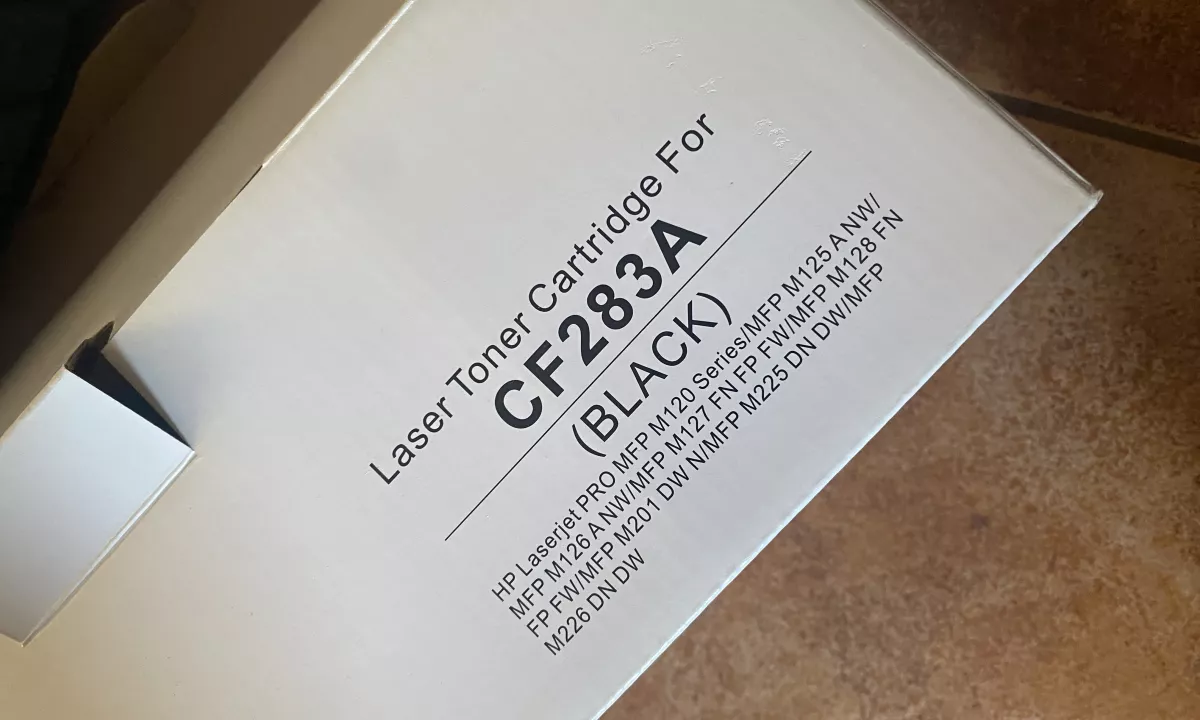 Laser Toner Cartridge For
CF283A
(BLACK)
HP Laserjet PRO MFP M120 Series/MFP M125 A NW/
MFP M126 A NW/MFP M127 FN FP FW/MFP M128 FN
FP FW/MFP M201 DW N/MFP M225 DN DW/MFP
M226 DN DW